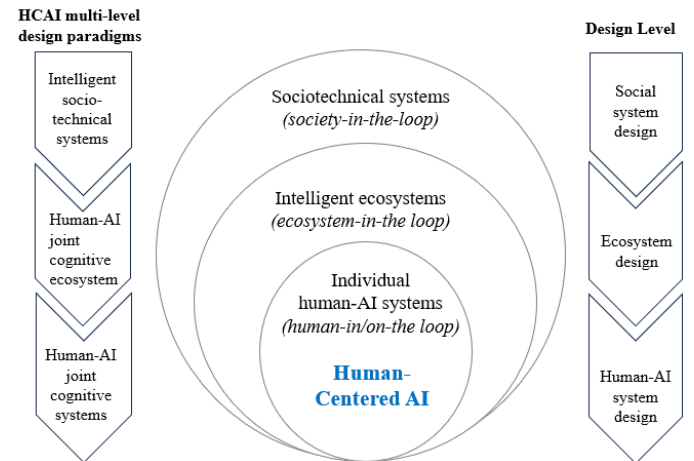 HCAI multi-level
design paradigms
Intelligent
socio-
technical
systems
Human-AI
joint
cognitive
ecosystem
Human-AI
joint
cognitive
systems
Sociotechnical systems
(society-in-the-loop)
Intelligent ecosystems
(ecosystem-in-the loop)
Individual
human-AI systems
(human-in/on-the loop)
Human-
Centered AI
Design Level
Social
system
design
Ecosystem
design
Human-AI
system
design